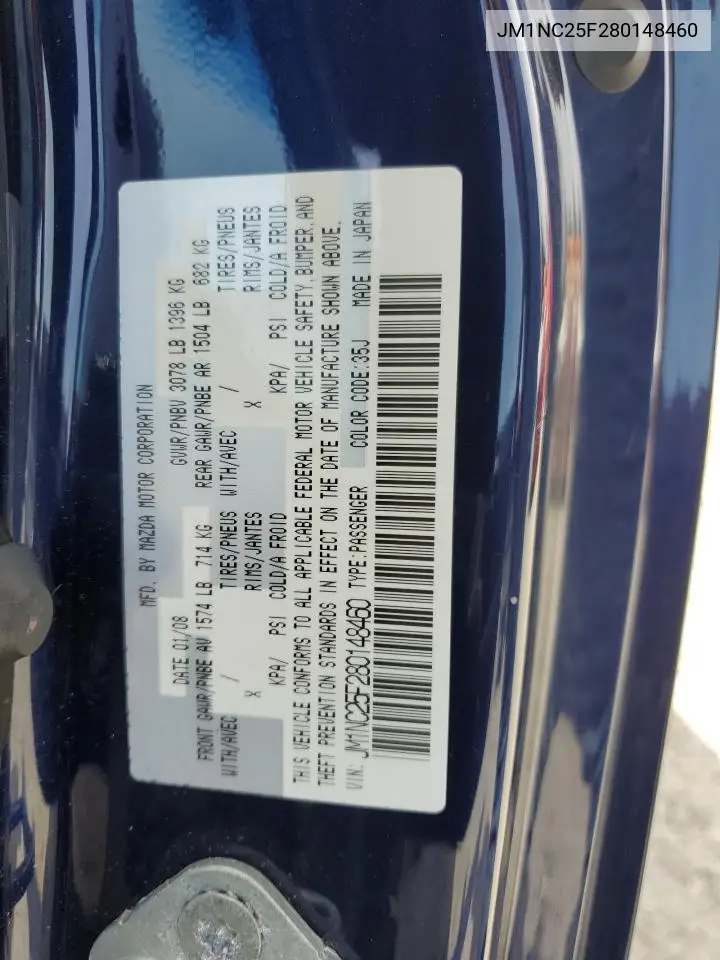 JM1NC25F280148460
MFD. BY MAZDA MOTOR CORPORATION
DATE 01/08 GVWR/PNBV 3078 LB 1396 KG
FRONT GAWR/PNBE AV 1574 LB 714 KG REAR GAWR/PNBE AR 1504 LB 682 KG
WITH/AVEC / TIRES/PNEUS WITH/AVEC / TIRES/PNEUS
X RIMS/JANTES X RIMS/JANTES
KPA/ PSI COLD/A FROID KPA/ PSI COLD/A FROID
THIS VEHICLE CONFORMS TO ALL APPLICABLE FEDERAL MOTOR VEHICLE SAFETY, BUMPER, AND
THEFT PREVENTION STANDARDS IN EFFECT ON THE DATE OF MANUFACTURE SHOWN ABOVE.
VIN: JM1NC25F280148460 TYPE:PASSENGER COLOR CODE:35J MADE IN JAPAN